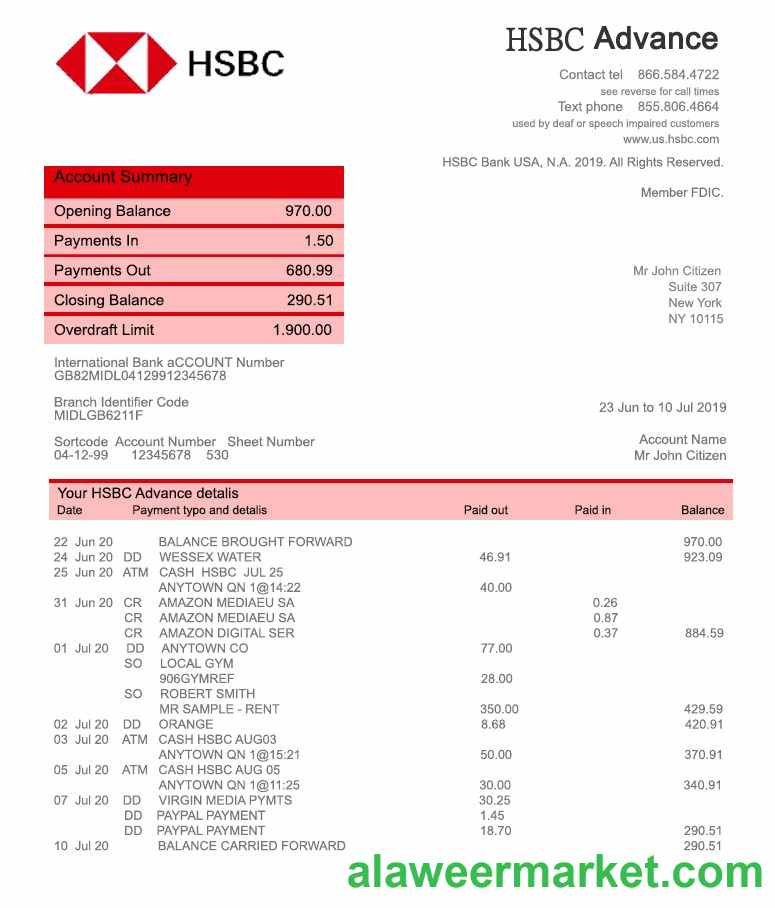 HSBC
HSBC Advance
Contact tel 866.584.4722
see reverse for call times
Text phone 855.806.4664
used by deaf or speech impaired customers
www.us.hsbc.com
HSBC Bank USA, N.A. 2019. All Rights Reserved.
Member FDIC.
Account Summary
Opening Balance 970.00
Payments In 1.50
Payments Out 680.99
Closing Balance 290.51
Overdraft Limit 1.900.00
Mr John Citizen
Suite 307
New York
NY 10115
International Bank aCCOUNT Number
GB82MIDL04129912345678
Branch Identifier Code
MIDLGB6211F
23 Jun to 10 Jul 2019
Sortcode Account Number Sheet Number
04-12-99 12345678 530
Account Name
Mr John Citizen
Your HSBC Advance detalis
Date Payment typo and detalis Paid out Paid in Balance
22 Jun 20 BALANCE BROUGHT FORWARD 970.00
24 Jun 20 DD WESSEX WATER 46.91 923.09
25 Jun 20 ATM CASH HSBC JUL 25
ANYTOWN QN 1@14:22 40.00
31 Jun 20 CR AMAZON MEDIAEU SA 0.26
CR AMAZON MEDIAEU SA 0.87
CR AMAZON DIGITAL SER 0.37 884.59
01 Jul 20 DD ANYTOWN CO 77.00
SO LOCAL GYM
906GYMREF 28.00
SO ROBERT SMITH
MR SAMPLE - RENT 350.00 429.59
02 Jul 20 DD ORANGE 8.68 420.91
03 Jul 20 ATM CASH HSBC AUG03
ANYTOWN QN 1@15:21 50.00 370.91
05 Jul 20 ATM CASH HSBC AUG 05
ANYTOWN QN 1@11:25 30.00 340.91
07 Jul 20 DD VIRGIN MEDIA PYMTS 30.25
DD PAYPAL PAYMENT 1.45
DD PAYPAL PAYMENT 18.70 290.51
10 Jul 20 BALANCE CARRIED FORWARD 290.51
alaweermarket.com